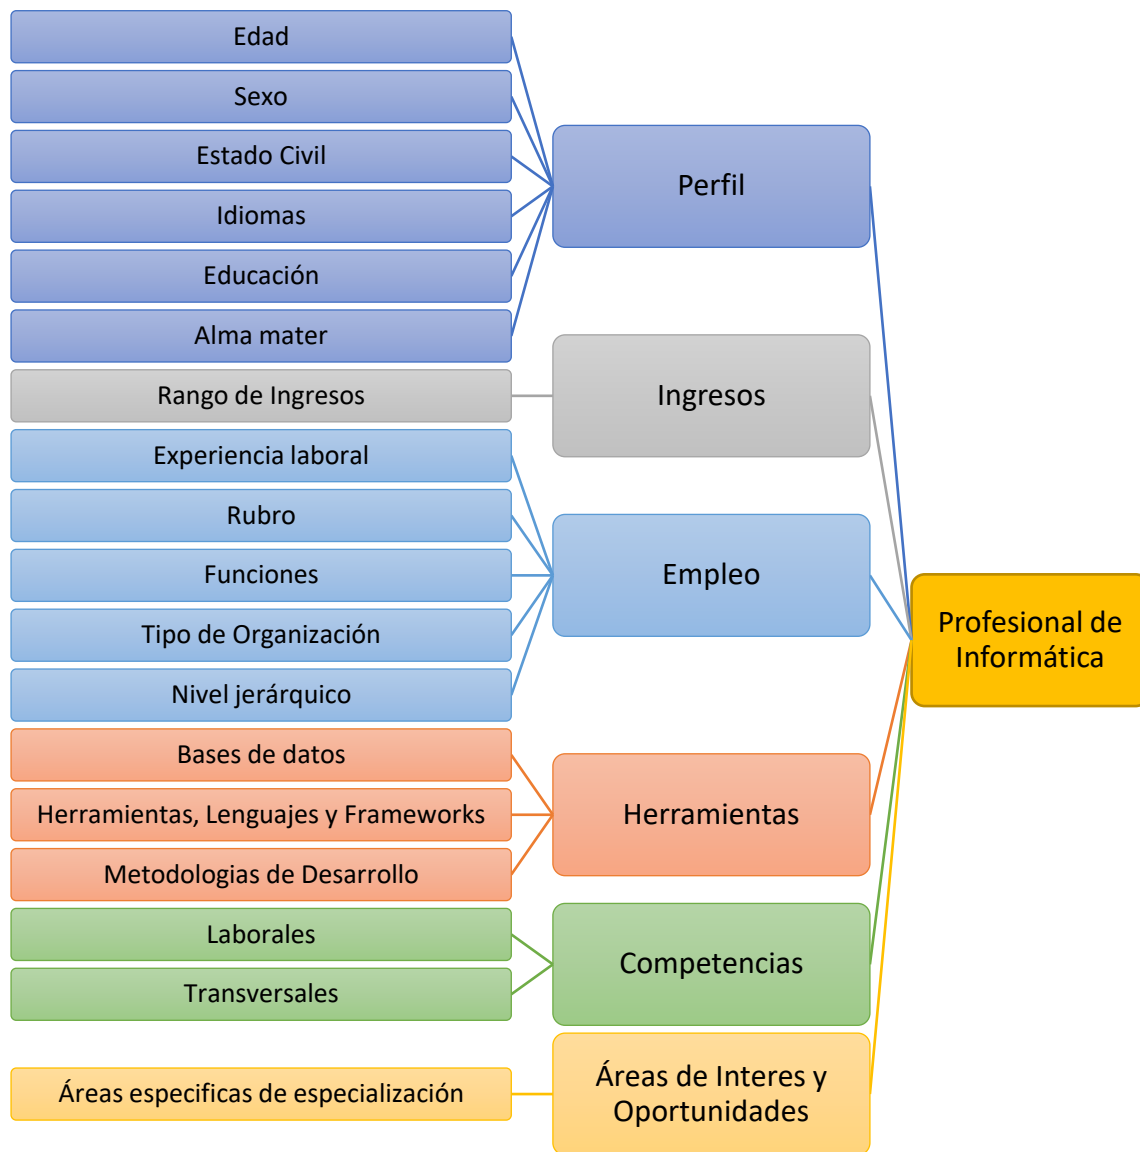 Edad
Sexo
Estado Civil
Idiomas
Educación
Alma mater
Perfil
Rango de Ingresos
Ingresos
Experiencia laboral
Rubro
Funciones
Tipo de Organización
Nivel jerárquico
Empleo
Bases de datos
Herramientas, Lenguajes y Frameworks
Metodologias de Desarrollo
Herramientas
Laborales
Transversales
Competencias
Áreas especificas de especialización
Áreas de Interes y
Oportunidades
Profesional de
Informática